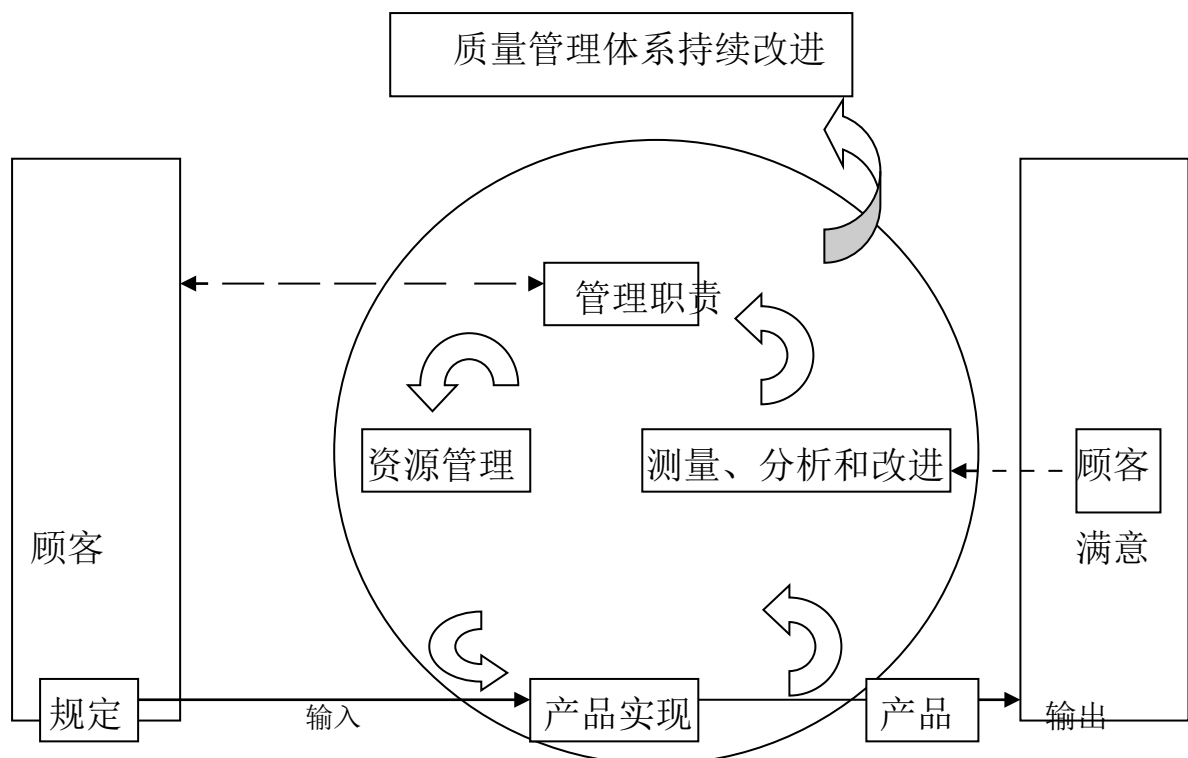 质量管理体系持续改进
管理职责
资源管理
测量、分析和改进
顾客
顾客
满意
规定
输入
产品实现
产品
输出